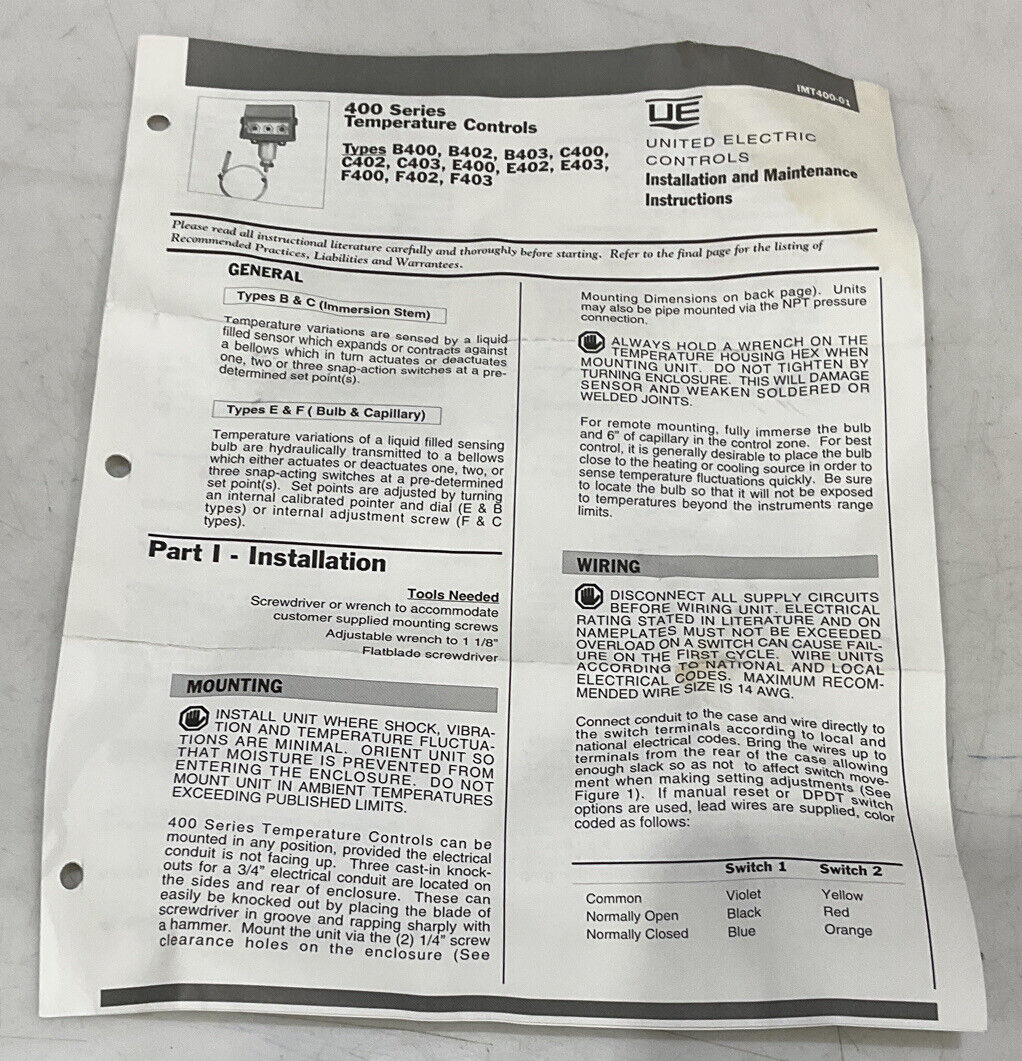 IMT400-01
400 Series
Temperature Controls
Types B400, B402, B403, C400,
C402, C403, E400, E402, E403,
F400, F402, F403
UE
UNITED ELECTRIC
CONTROLS
Installation and Maintenance
Instructions
Please read all instructional literature carefully and thoroughly before starting. Refer to the final page for the listing of
Recommended Practices, Liabilities and Warrantees.
GENERAL
Types B & C (Immersion Stem)
Temperature variations are sensed by a liquid
filled sensor which expands or contracts against
a bellows which in turn actuates or deactuates
one, two or three snap-action switches at a pre-
determined set point(s).
Types E & F ( Bulb & Capillary)
Temperature variations of a liquid filled sensing
bulb are hydraulically transmitted to a bellows
which either actuates or deactuates one, two, or
three snap-acting switches at a pre-determined
set point(s). Set points are adjusted by turning
an internal calibrated pointer and dial (E & B
types) or internal adjustment screw (F & C
types).
Part I - Installation
Tools Needed
Screwdriver or wrench to accommodate
customer supplied mounting screws
Adjustable wrench to 1 1/8"
Flatblade screwdriver
MOUNTING
INSTALL UNIT WHERE SHOCK, VIBRA-
TION AND TEMPERATURE FLUCTUA-
TIONS ARE MINIMAL. ORIENT UNIT SO
THAT MOISTURE IS PREVENTED FROM
ENTERING THE ENCLOSURE. DO NOT
MOUNT UNIT IN AMBIENT TEMPERATURES
EXCEEDING PUBLISHED LIMITS.
400 Series Temperature Controls can be
mounted in any position, provided the electrical
conduit is not facing up. Three cast-in knock-
outs for a 3/4" electrical conduit are located on
the sides and rear of enclosure. These can
easily be knocked out by placing the blade of
screwdriver in groove and rapping sharply with
a hammer. Mount the unit via the (2) 1/4" screw
clearance holes on the enclosure (See
Mounting Dimensions on back page). Units
may also be pipe mounted via the NPT pressure
connection.
ALWAYS HOLD A WRENCH ON THE
TEMPERATURE HOUSING HEX WHEN
MOUNTING UNIT. DO NOT TIGHTEN BY
TURNING ENCLOSURE. THIS WILL DAMAGE
SENSOR AND WEAKEN SOLDERED OR
WELDED JOINTS.
For remote mounting, fully immerse the bulb
and 6" of capillary in the control zone. For best
control, it is generally desirable to place the bulb
close to the heating or cooling source in order to
sense temperature fluctuations quickly. Be sure
to locate the bulb so that it will not be exposed
to temperatures beyond the instruments range
limits.
WIRING
DISCONNECT ALL SUPPLY CIRCUITS
BEFORE WIRING UNIT. ELECTRICAL
RATING STATED IN LITERATURE AND ON
NAMEPLATES MUST NOT BE EXCEEDED
OVERLOAD ON A SWITCH CAN CAUSE FAIL-
URE ON THE FIRST CYCLE. WIRE UNITS
ACCORDING TO NATIONAL AND LOCAL
ELECTRICAL CODES. MAXIMUM RECOM-
MENDED WIRE SIZE IS 14 AWG.
Connect conduit to the case and wire directly to
the switch terminals according to local and
national electrical codes. Bring the wires up to
terminals from the rear of the case allowing
enough slack so as not to affect switch move-
ment when making setting adjustments (See
Figure 1). If manual reset or DPDT switch
options are used, lead wires are supplied, color
coded as follows:
Switch 1 Switch 2
Common Violet Yellow
Normally Open Black Red
Normally Closed Blue Orange